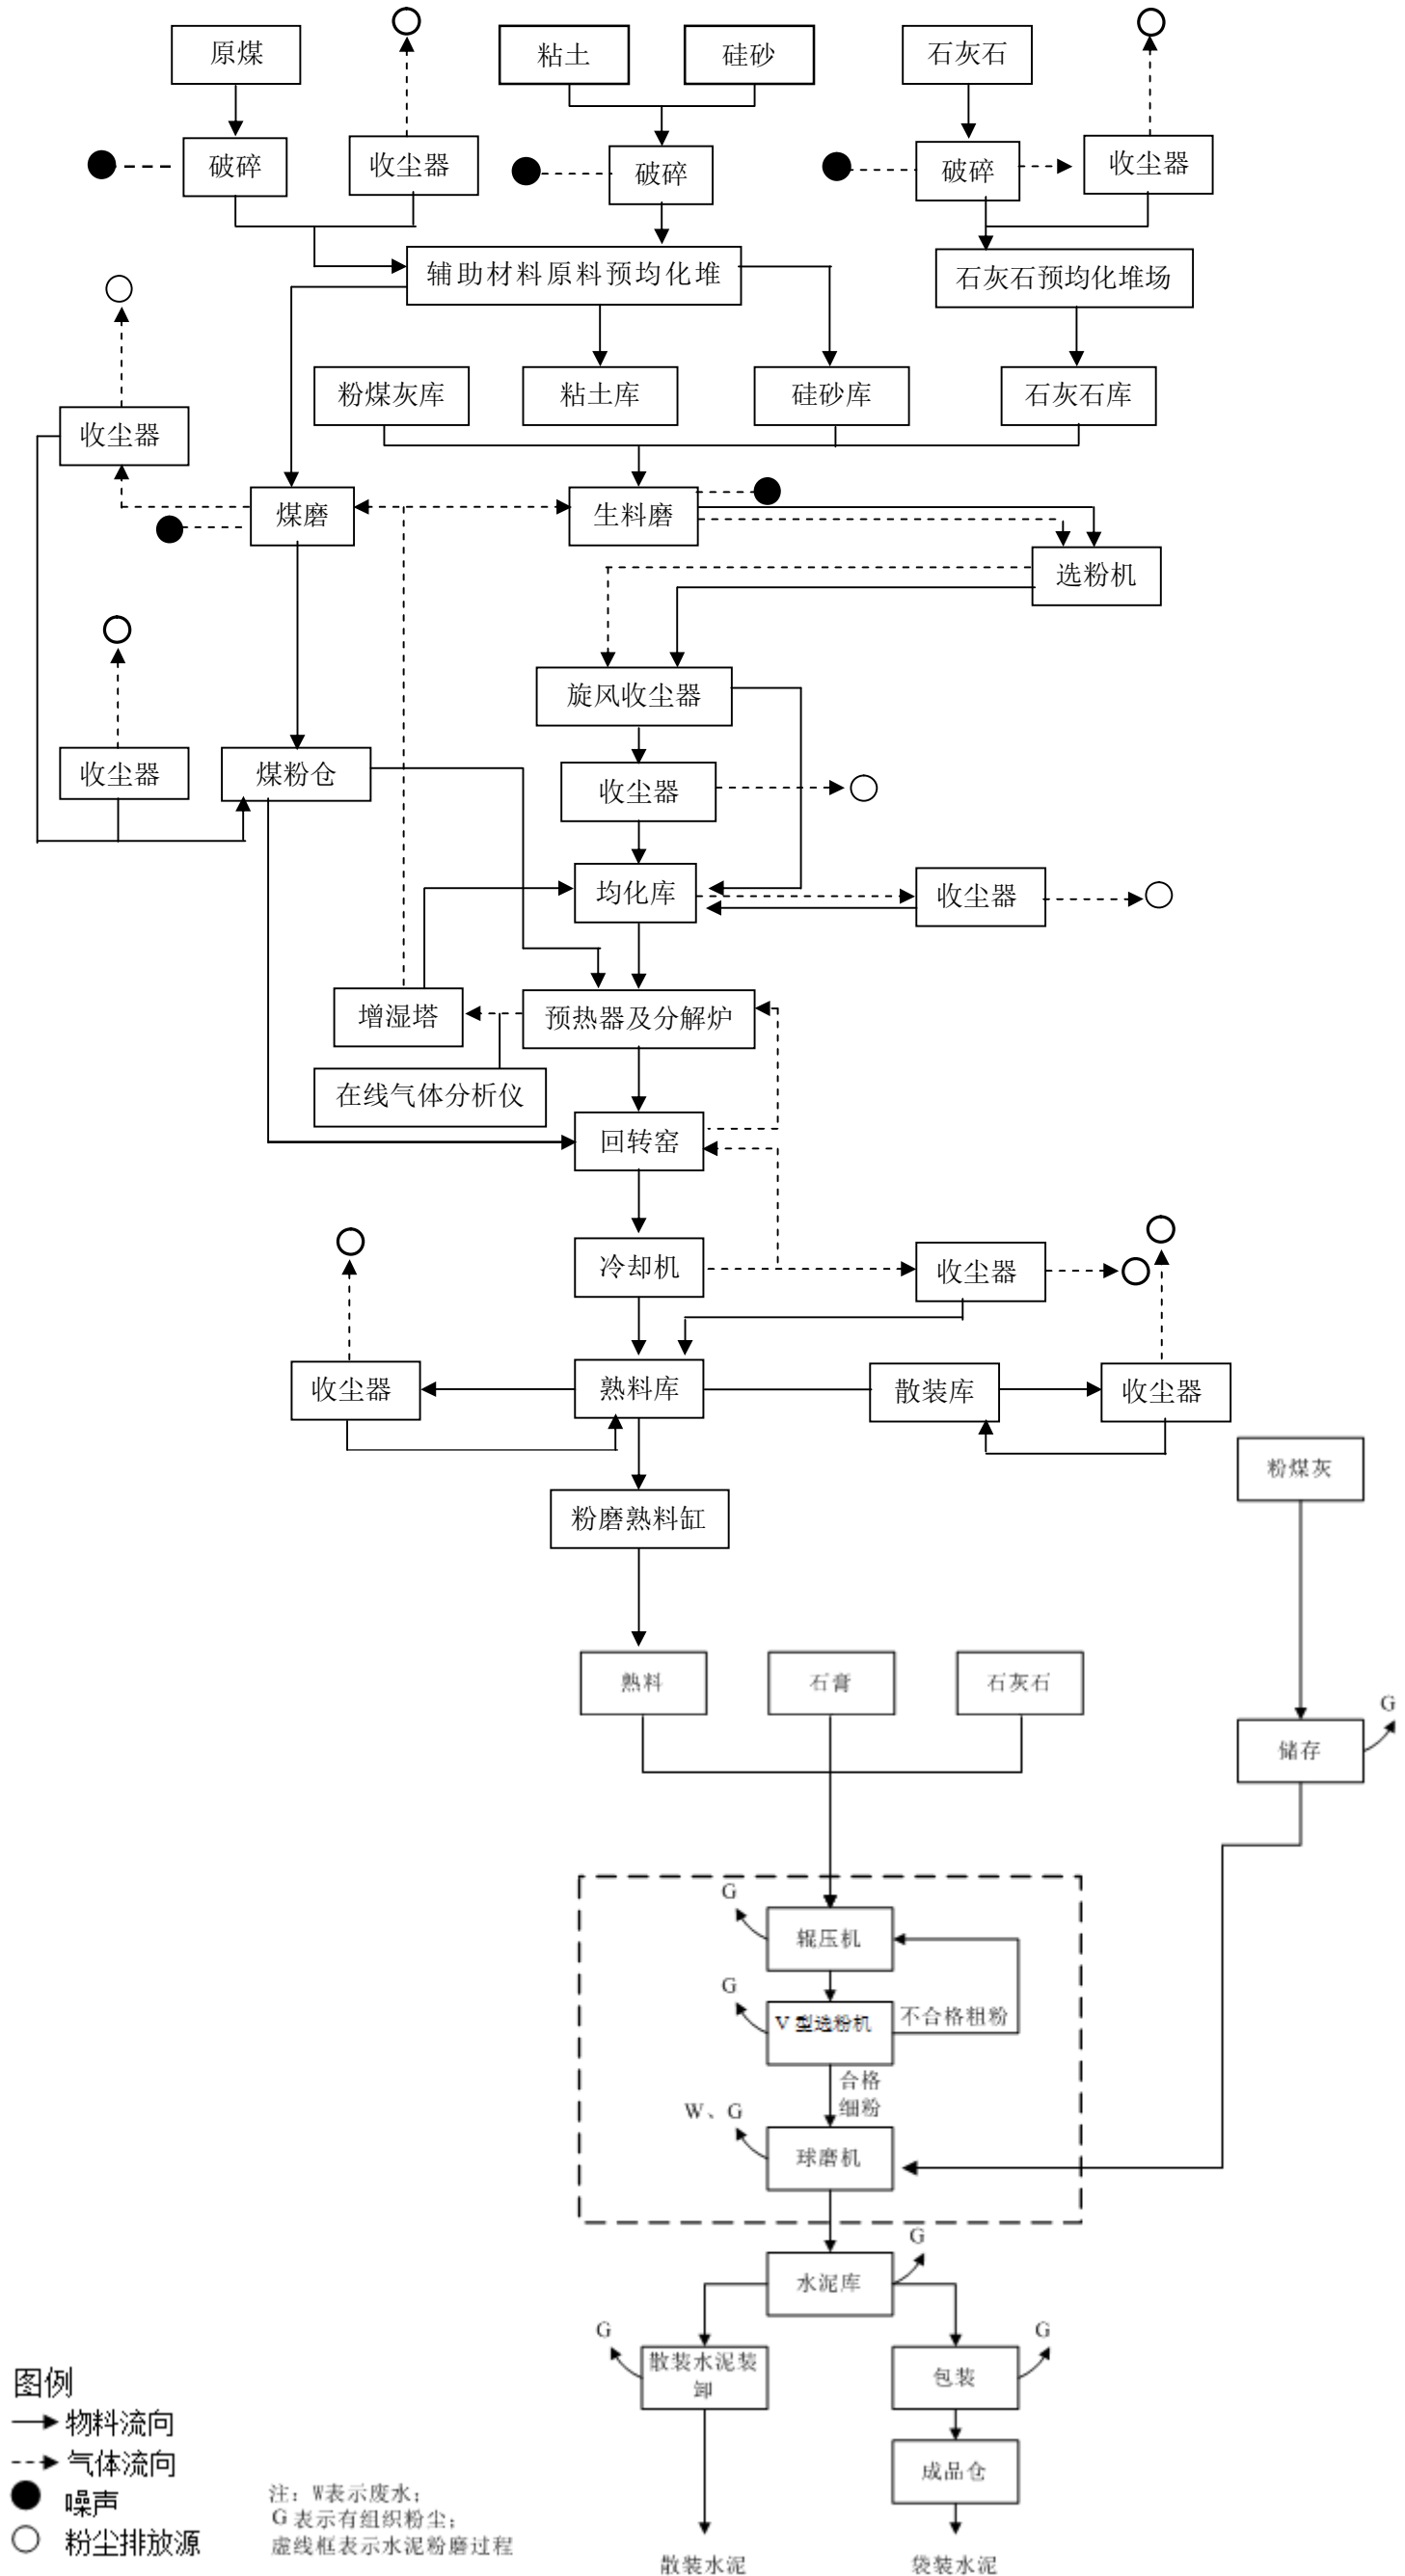 原煤
粘土
硅砂
石灰石
破碎
收尘器
破碎
破碎
收尘器
辅助材料原料预均化堆
石灰石预均化堆场
粉煤灰库
粘土库
硅砂库
石灰石库
收尘器
煤磨
生料磨
选粉机
旋风收尘器
收尘器
煤粉仓
收尘器
均化库
收尘器
增湿塔
预热器及分解炉
在线气体分析仪
回转窑
冷却机
收尘器
收尘器
熟料库
散装库
收尘器
粉煤灰
粉磨熟料缸
熟料
石膏
石灰石
G
储存
G
辊压机
G
V 型选粉机
不合格粗粉
合格
细粉
W、G
球磨机
G
水泥库
G
G
散装水泥装
卸
包装
成品仓
散装水泥
袋装水泥
图例
物料流向
气体流向
噪声
粉尘排放源
注：W表示废水；
G 表示有组织粉尘；
虚线框表示水泥粉磨过程